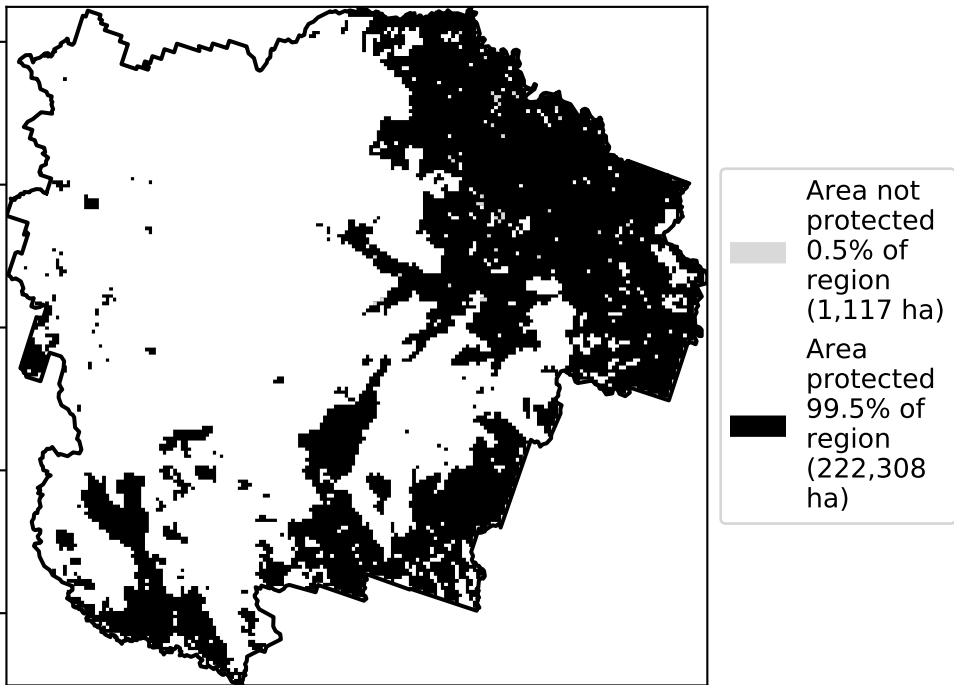 Area not
protected
0.5% of
region
(1,117 ha)
Area
protected
99.5% of
region
(222,308
ha)